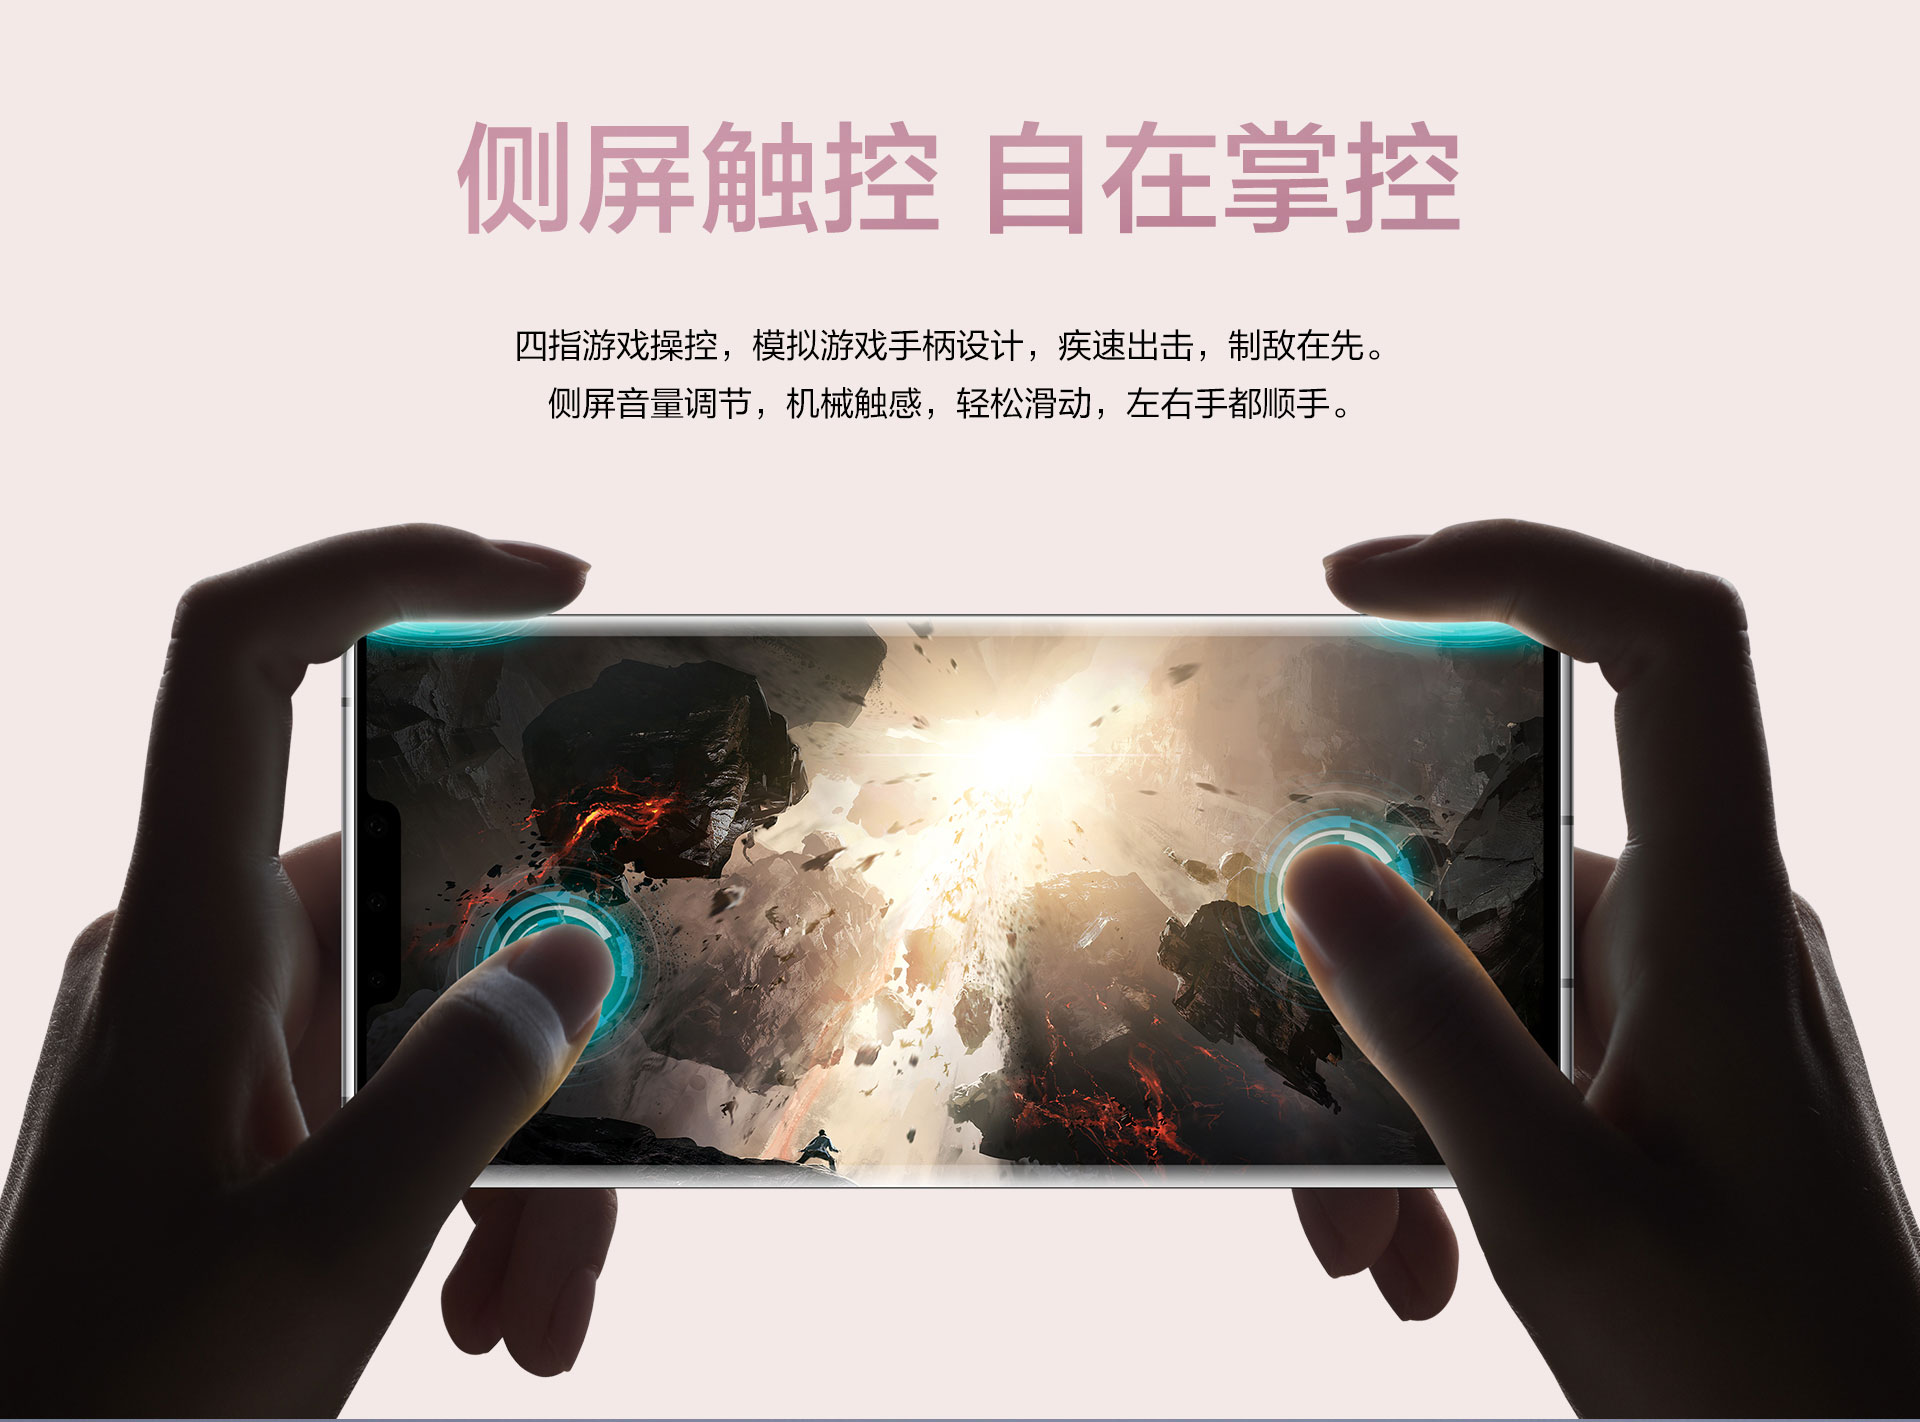 侧屏触控 自在掌控
四指游戏操控，模拟游戏手柄设计，疾速出击，制敌在先。
侧屏音量调节，机械触感，轻松滑动，左右手都顺手。